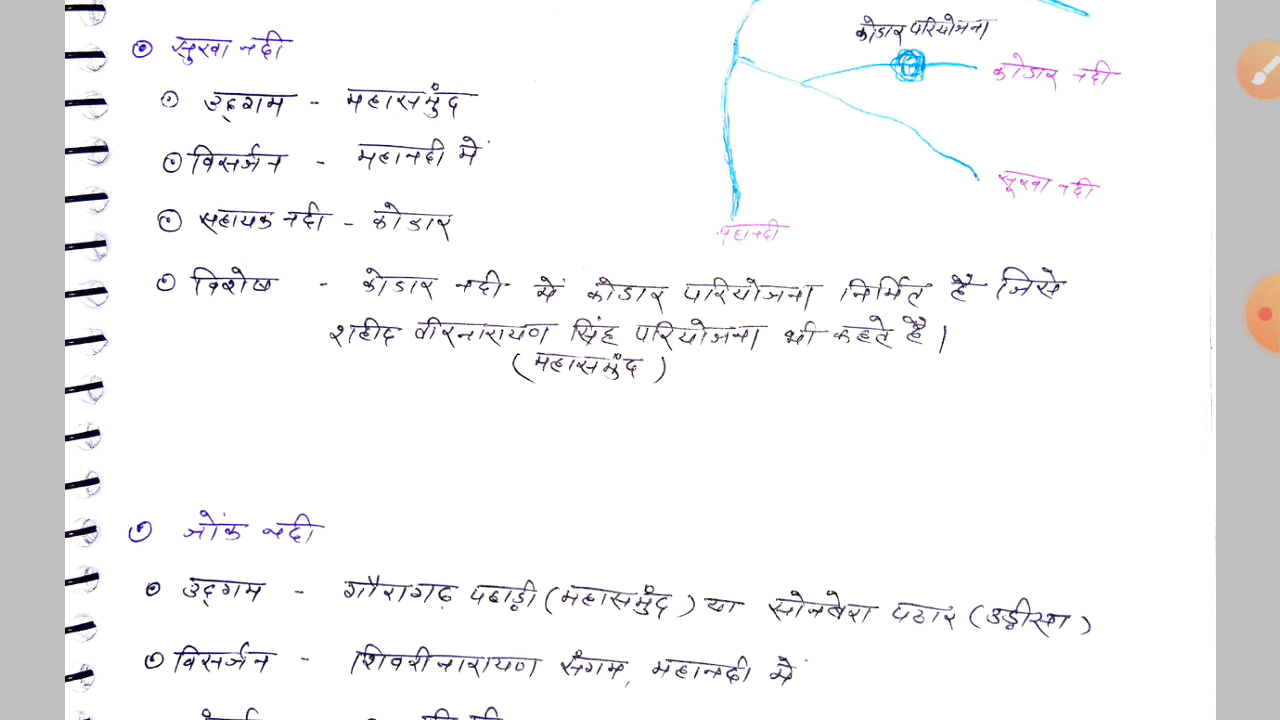 सुखा नदी
उद्गम - महासमुंद
विसर्जन - महानदी में
सहायक नदी - कोडार
विशेष - कोडार नदी में कोडार परियोजना निर्मित है जिसे
शहीद वीरनारायण सिंह परियोजना भी कहते है।
(महासमुंद)
कोडार परियोजना
कोडार नदी
सूखा नदी
महानदी
जोंक नदी
उद्गम - गौरागढ़ पहाड़ी (महासमुंद) या सोनबेरा पठार (उड़ीसा)
विसर्जन - शिवरीनारायण संगम, महानदी में